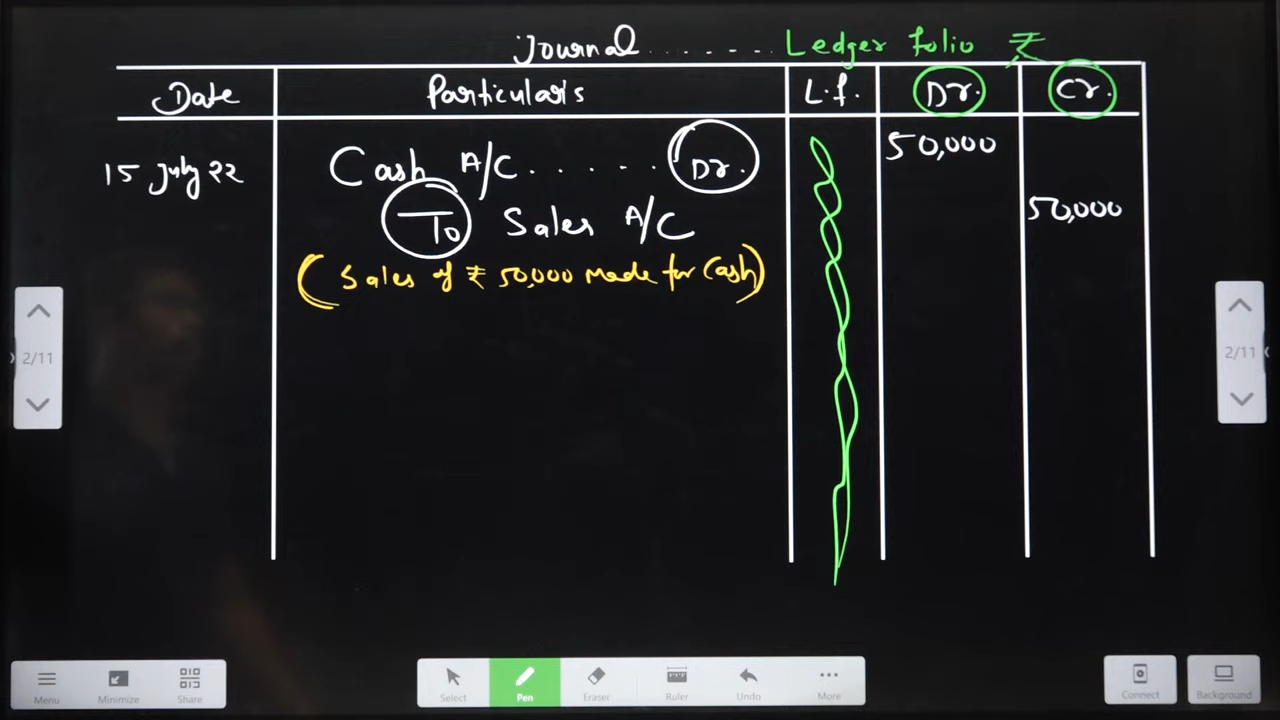 Journal ........ Ledger folio ₹
Date Particulars L.f. Dr. Cr.
15 July 22 Cash A/C...... Dr. 50,000
To Sales A/C 50,000
(Sales of ₹ 50,000 made for Cash)
2/11 2/11
Menu Minimize Share Select Pen Eraser Ruler Undo More Connect Background